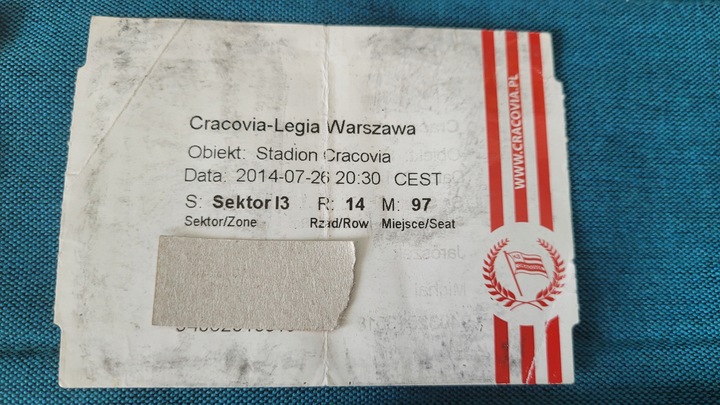 Cracovia-Legia Warszawa
Obiekt: Stadion Cracovia
Data: 2014-07-26 20:30 CEST
S: Sektor I3 R: 14 M: 97
Sektor/Zone Rząd/Row Miejsce/Seat
WWW.CRACOVIA.PL